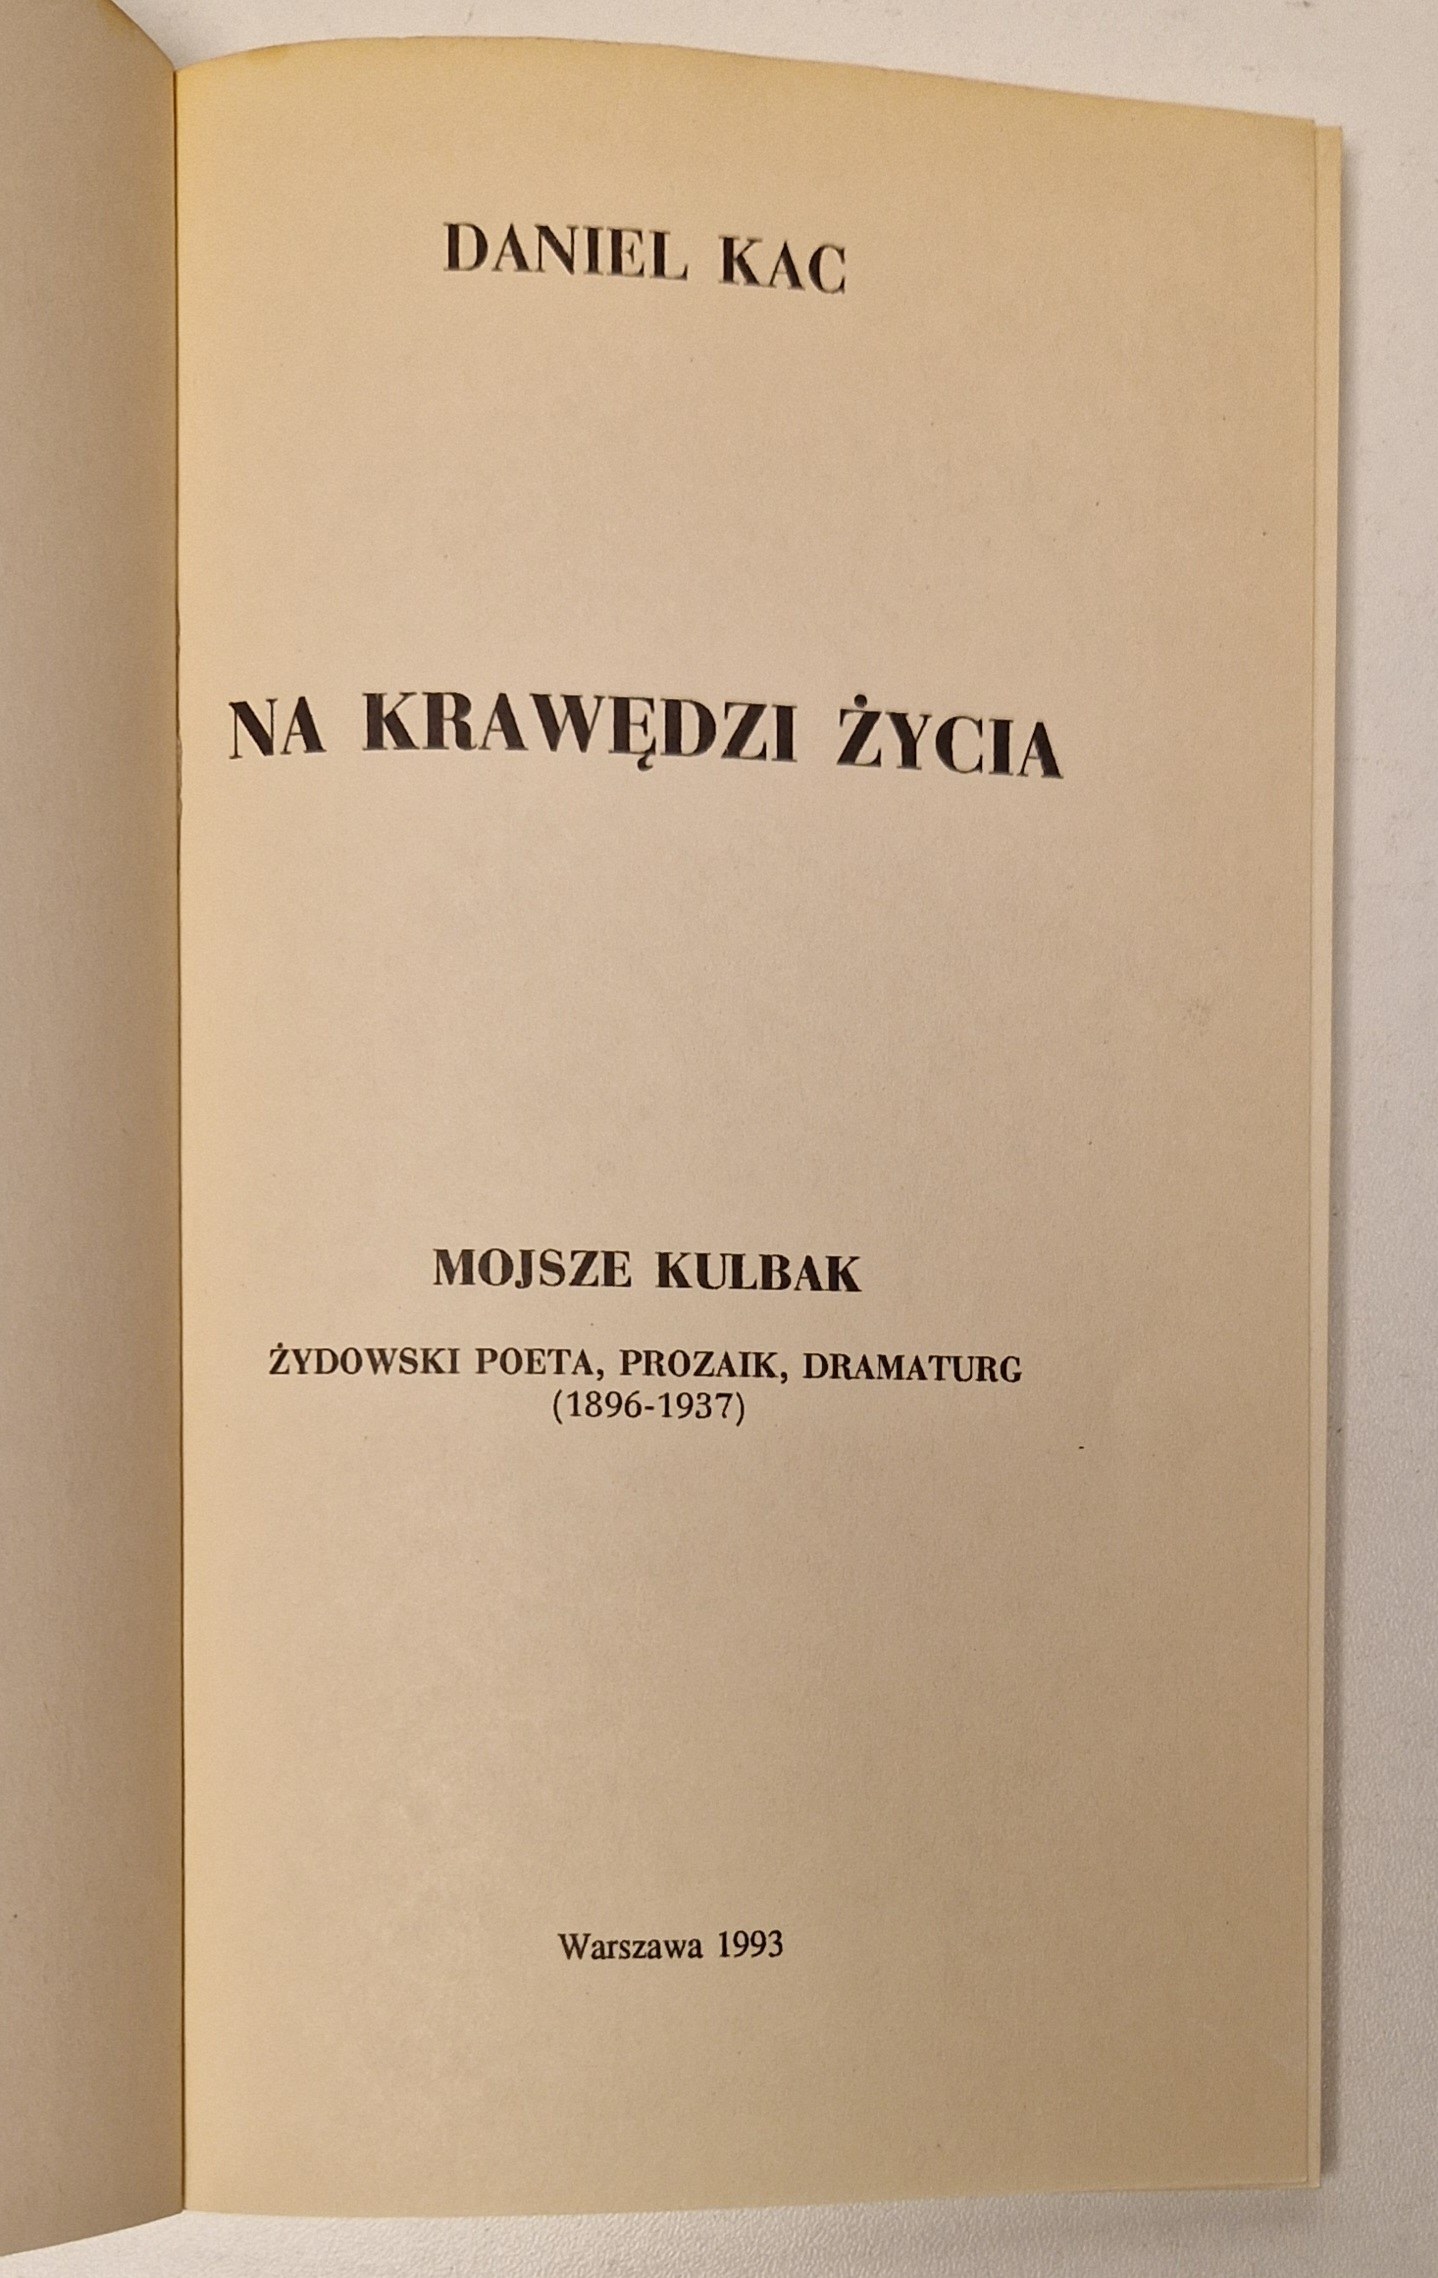 DANIEL KAC
NA KRAWĘDZI ŻYCIA
MOJSZE KULBAK
ŻYDOWSKI POETA, PROZAIK, DRAMATURG
(1896-1937)
Warszawa 1993